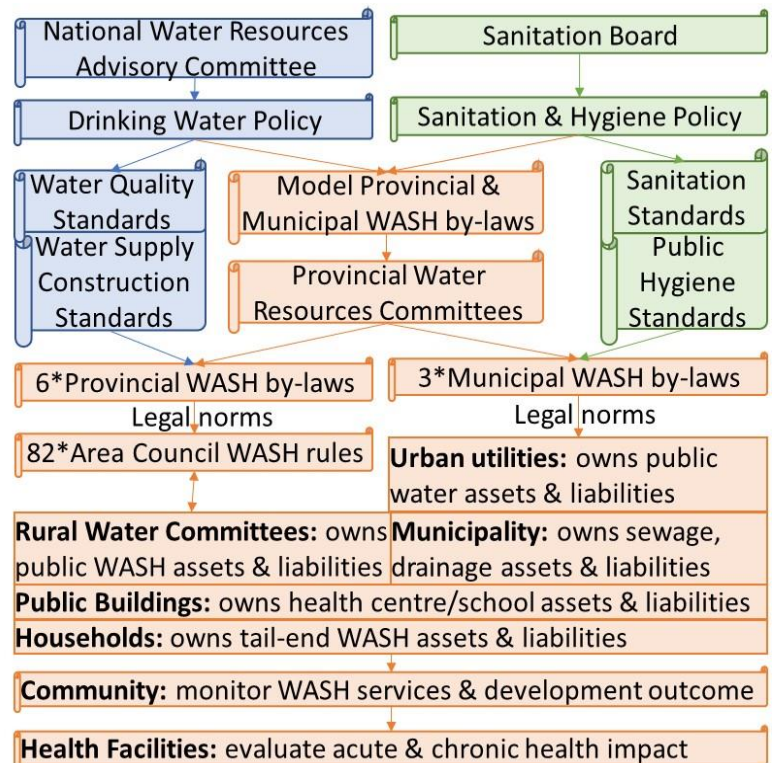 National Water Resources
Advisory Committee
Sanitation Board
Drinking Water Policy
Sanitation & Hygiene Policy
Water Quality
Standards
Model Provincial &
Municipal WASH by-laws
Sanitation
Standards
Water Supply
Construction
Standards
Provincial Water
Resources Committees
Public
Hygiene
Standards
6*Provincial WASH by-laws
3*Municipal WASH by-laws
Legal norms
Legal norms
82*Area Council WASH rules
Urban utilities: owns public
water assets & liabilities
Rural Water Committees: owns
public WASH assets & liabilities
Municipality: owns sewage,
drainage assets & liabilities
Public Buildings: owns health centre/school assets & liabilities
Households: owns tail-end WASH assets & liabilities
Community: monitor WASH services & development outcome
Health Facilities: evaluate acute & chronic health impact